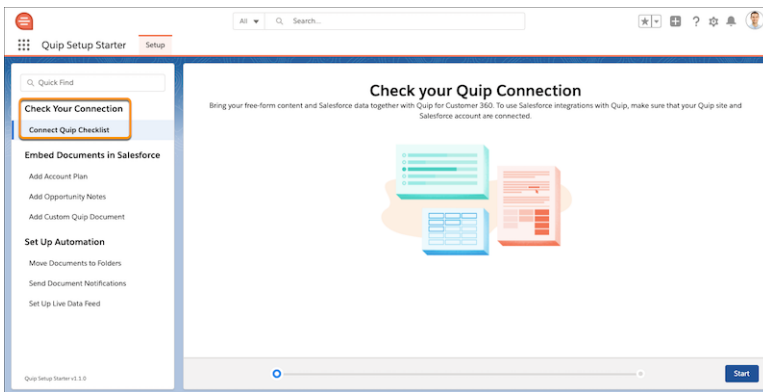 All
Search...
Quip Setup Starter
Setup
Quick Find
Check Your Connection
Connect Quip Checklist
Embed Documents in Salesforce
Add Account Plan
Add Opportunity Notes
Add Custom Quip Document
Set Up Automation
Move Documents to Folders
Send Document Notifications
Set Up Live Data Feed
Quip Setup Starter v1.1.0
Check your Quip Connection
Bring your free-form content and Salesforce data together with Quip for Customer 360. To use Salesforce integrations with Quip, make sure that your Quip site and
Salesforce account are connected.
Start